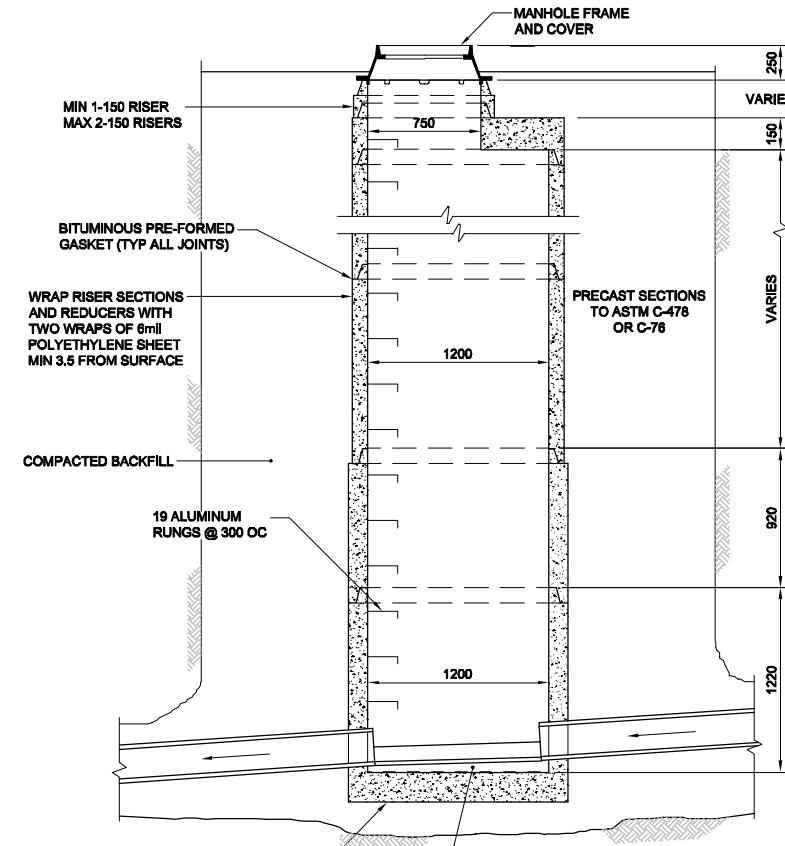 MANHOLE FRAME
AND COVER
250
VARIE
MIN 1-150 RISER
MAX 2-150 RISERS
750
150
BITUMINOUS PRE-FORMED
GASKET (TYP ALL JOINTS)
WRAP RISER SECTIONS
AND REDUCERS WITH
TWO WRAPS OF 6mil
POLYETHYLENE SHEET
MIN 3.5 FROM SURFACE
PRECAST SECTIONS
TO ASTM C-478
OR C-76
VARIES
1200
COMPACTED BACKFILL
19 ALUMINUM
RUNGS @ 300 OC
920
1200
1220